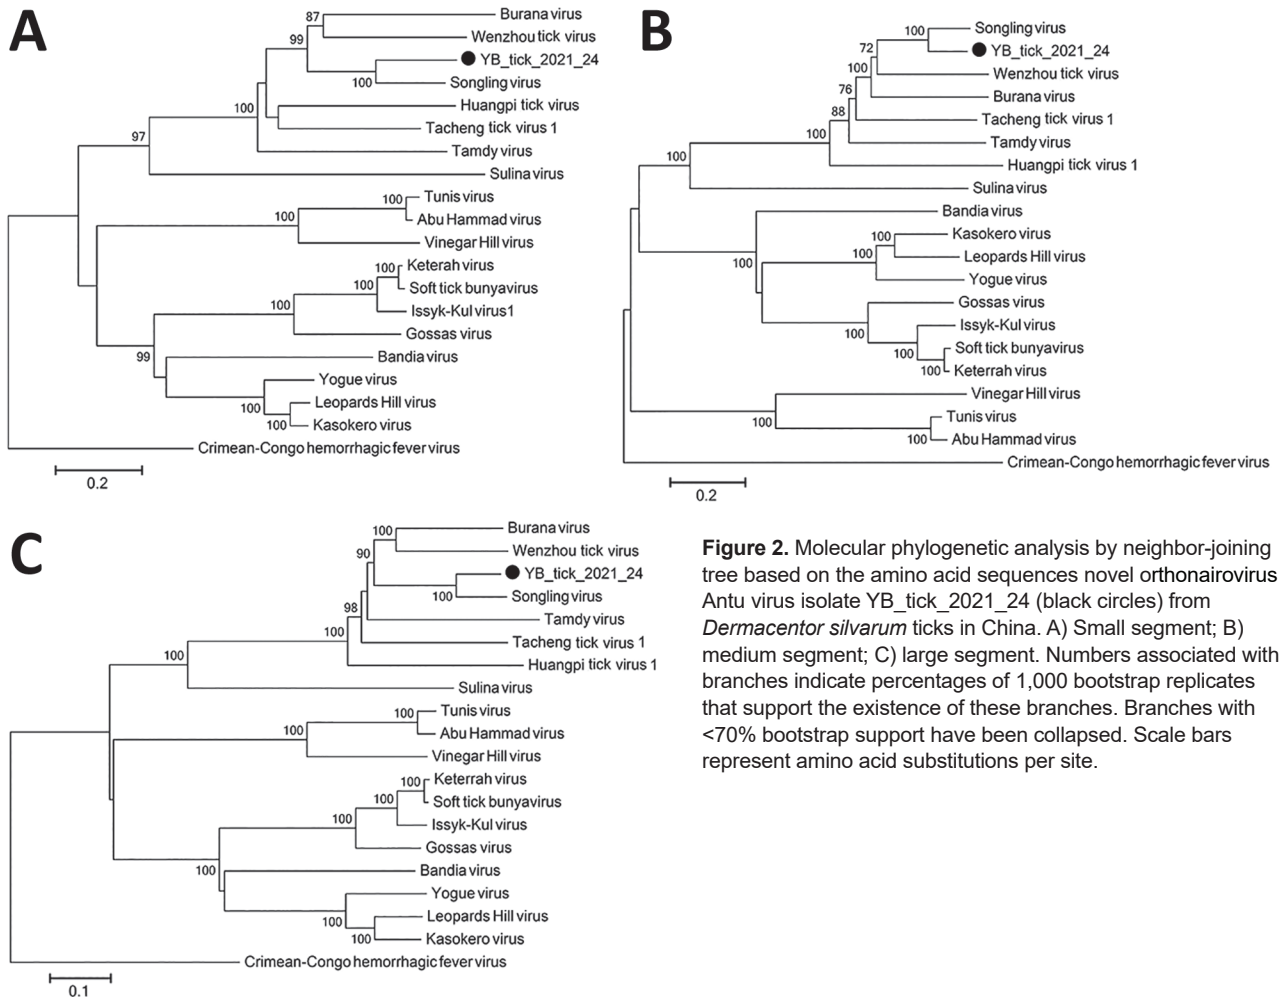 A
87
Burana virus
99
Wenzhou tick virus
YB_tick_2021_24
100
Songling virus
100
Huangpi tick virus
Tacheng tick virus 1
97
Tamdy virus
Sulina virus
100
Tunis virus
100
Abu Hammad virus
Vinegar Hill virus
100
Keterah virus
100
Soft tick bunyavirus
100
Issyk-Kul virus1
Gossas virus
99
Bandia virus
Yogue virus
100
Leopards Hill virus
100
Kasokero virus
Crimean-Congo hemorrhagic fever virus
0.2
B
100
Songling virus
72
YB_tick_2021_24
100
Wenzhou tick virus
76
Burana virus
88
Tacheng tick virus 1
100
Tamdy virus
100
Huangpi tick virus 1
Sulina virus
Bandia virus
100
Kasokero virus
100
Leopards Hill virus
100
Yogue virus
Gossas virus
100
Issyk-Kul virus
100
Soft tick bunyavirus
100
Keterrah virus
Vinegar Hill virus
100
Tunis virus
100
Abu Hammad virus
Crimean-Congo hemorrhagic fever virus
0.2
C
100
Burana virus
90
Wenzhou tick virus
YB_tick_2021_24
100
Songling virus
98
Tamdy virus
100
Tacheng tick virus 1
100
Huangpi tick virus 1
Sulina virus
100
Tunis virus
100
Abu Hammad virus
Vinegar Hill virus
100
Keterrah virus
100
Soft tick bunyavirus
100
Issyk-Kul virus
Gossas virus
100
Bandia virus
Yogue virus
100
Leopards Hill virus
100
Kasokero virus
Crimean-Congo hemorrhagic fever virus
0.1
Figure 2. Molecular phylogenetic analysis by neighbor-joining
tree based on the amino acid sequences novel orthonairovirus
Antu virus isolate YB_tick_2021_24 (black circles) from
Dermacentor silvarum ticks in China. A) Small segment; B)
medium segment; C) large segment. Numbers associated with
branches indicate percentages of 1,000 bootstrap replicates
that support the existence of these branches. Branches with
<70% bootstrap support have been collapsed. Scale bars
represent amino acid substitutions per site.